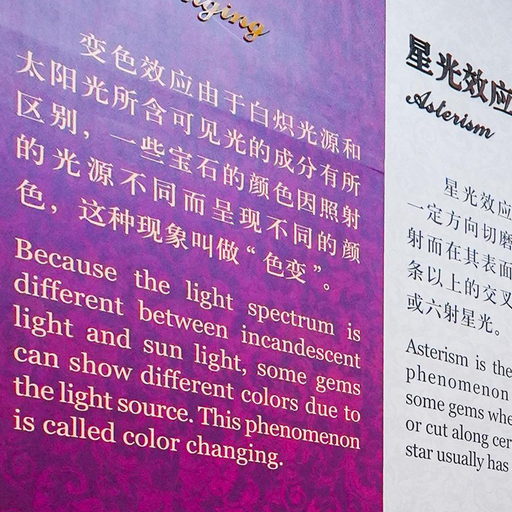 变色效应由于白炽光源和
太阳光所含可见光的成分有所
区别，一些宝石的颜色因照射
的光源不同而呈现不同的颜
色，这种现象叫做“色变”。
Because the light spectrum is
different between incandescent
light and sun light, some gems
can show different colors due to
the light source. This phenomenon
is called color changing.
星光效应
Asterism
星光效应
一定方向切磨
射而在其表面
条以上的交叉
或六射星光。
Asterism is the
phenomenon
some gems whe
or cut along cer
star usually has